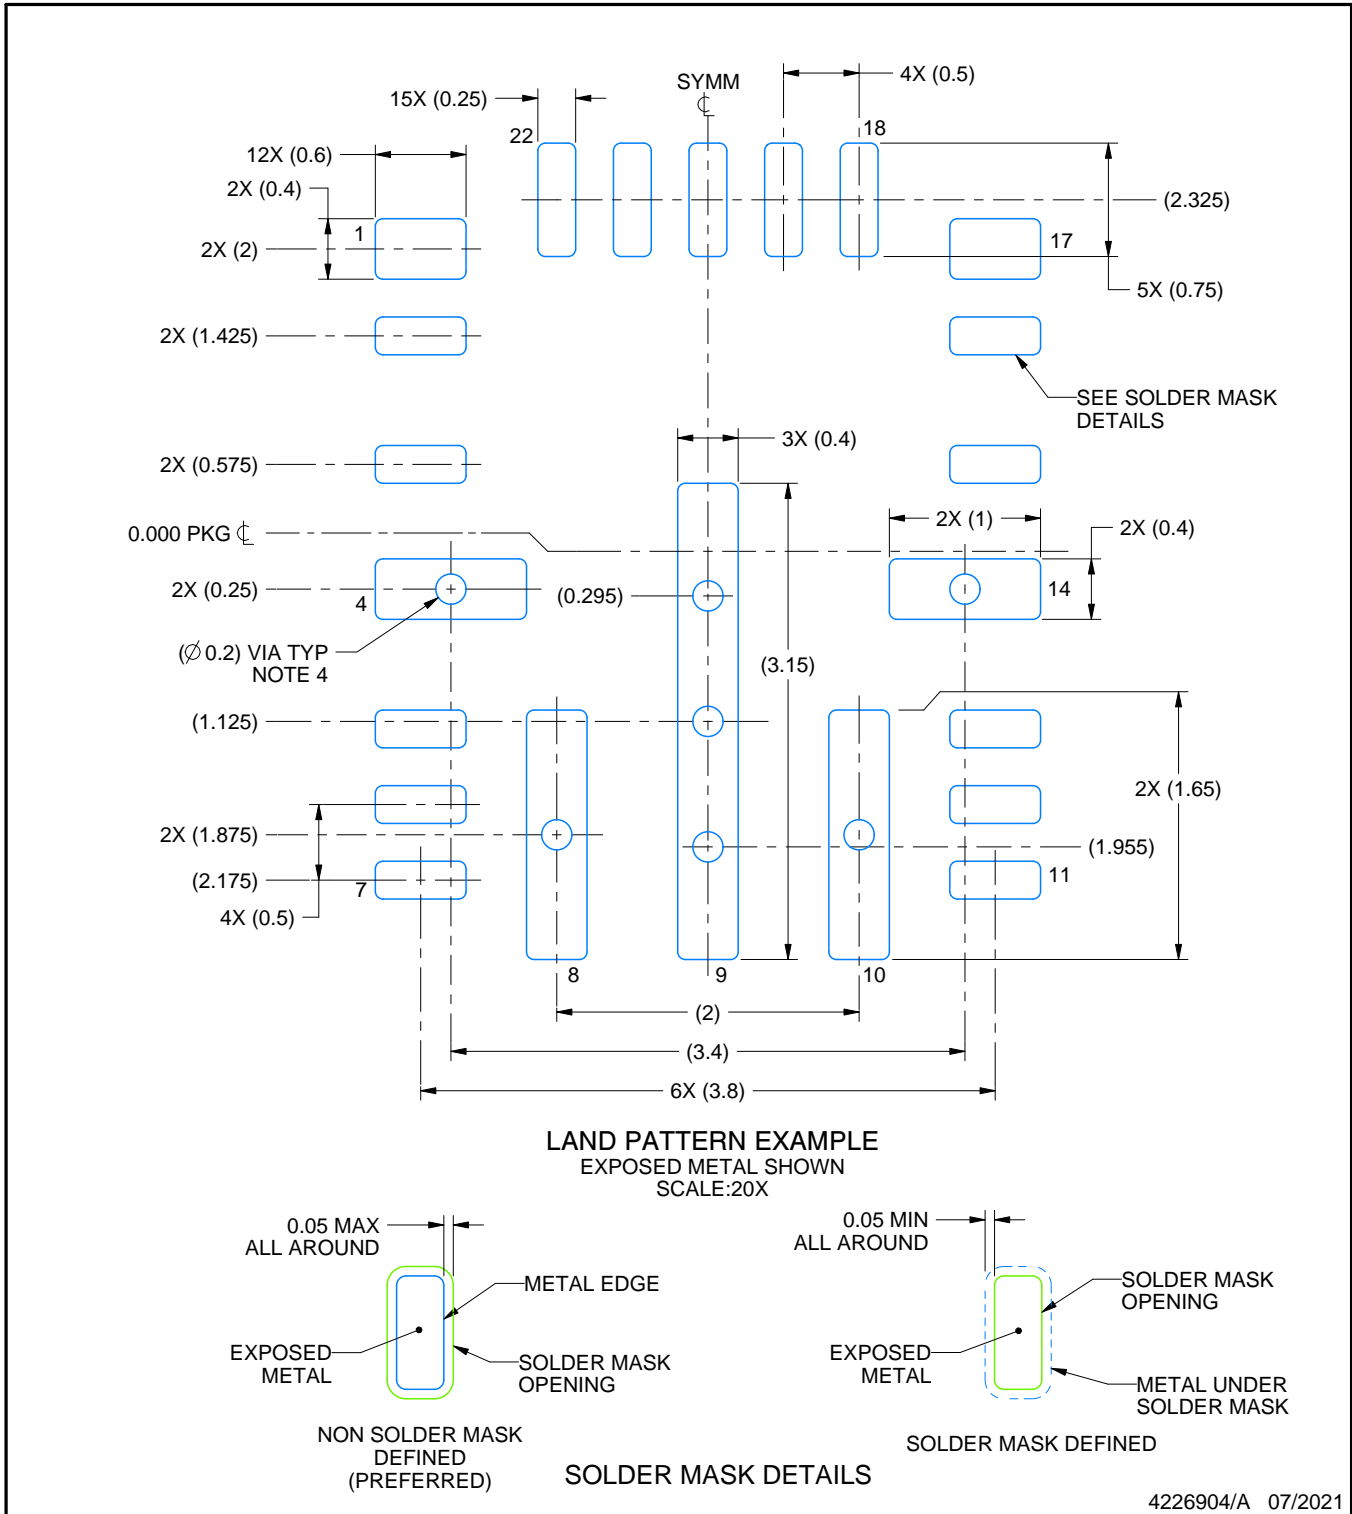 SYMM
4X (0.5)
15X (0.25)
22
18
12X (0.6)
2X (0.4)
(2.325)
1
17
2X (2)
5X (0.75)
2X (1.425)
SEE SOLDER MASK
DETAILS
3X (0.4)
2X (0.575)
0.000 PKG ℄
2X (1)
2X (0.4)
2X (0.25)
4
(0.295)
14
(∅ 0.2) VIA TYP
NOTE 4
(3.15)
(1.125)
2X (1.65)
2X (1.875)
(1.955)
(2.175)
7
11
4X (0.5)
8
9
10
(2)
(3.4)
6X (3.8)
LAND PATTERN EXAMPLE
EXPOSED METAL SHOWN
SCALE:20X
0.05 MAX
ALL AROUND
METAL EDGE
EXPOSED
METAL
SOLDER MASK
OPENING
NON SOLDER MASK
DEFINED
(PREFERRED)
0.05 MIN
ALL AROUND
SOLDER MASK
OPENING
EXPOSED
METAL
METAL UNDER
SOLDER MASK
SOLDER MASK DEFINED
SOLDER MASK DETAILS
4226904/A 07/2021